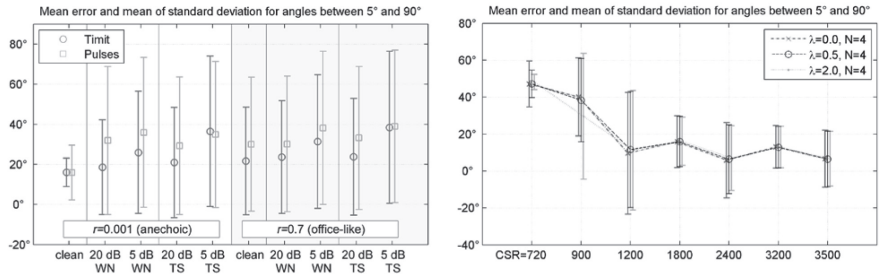 Mean error and mean of standard deviation for angles between 5° and 90°
80°
60°
40°
20°
0°
-20°
Timit
Pulses
r=0.001 (anechoic)
r=0.7 (office-like)
clean 20 dB 5 dB 20 dB 5 dB clean 20 dB 5 dB 20 dB 5 dB
WN WN TS TS WN WN TS TS
Mean error and mean of standard deviation for angles between 5° and 90°
80°
60°
40°
20°
0°
-20°
-40°
λ=0.0, N=4
λ=0.5, N=4
λ=2.0, N=4
CSR=720 900 1200 1800 2400 3200 3500